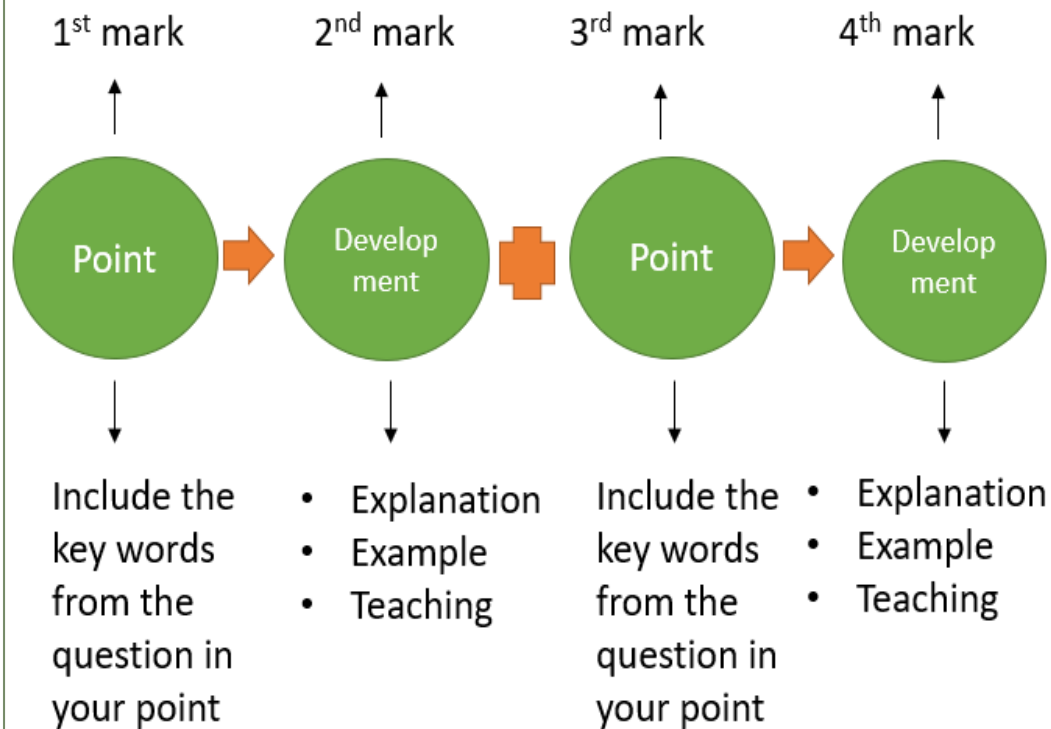 1st mark
2nd mark
3rd mark
4th mark
Point
Develop
ment
Point
Develop
ment
Include the
key words
from the
question in
your point
• Explanation
• Example
• Teaching
Include the
key words
from the
question in
your point
• Explanation
• Example
• Teaching